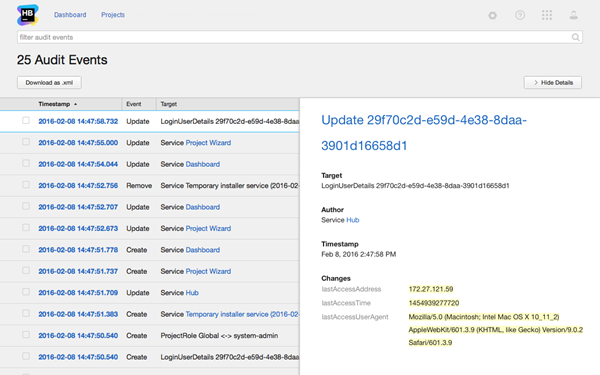 HB
Dashboard Projects
filter audit events
25 Audit Events
Download as .xml
> Hide Details
Timestamp Event Target
2016-02-08 14:47:58.732 Update LoginUserDetails 29f70c2d-e59d-4e38-8daa
2016-02-08 14:47:55.000 Update Service Project Wizard
2016-02-08 14:47:54.044 Update Service Dashboard
2016-02-08 14:47:52.756 Remove Service Temporary installer service (2016-02-
2016-02-08 14:47:52.707 Update Service Dashboard
2016-02-08 14:47:52.673 Update Service Project Wizard
2016-02-08 14:47:51.778 Create Service Dashboard
2016-02-08 14:47:51.737 Create Service Project Wizard
2016-02-08 14:47:51.709 Update Service Hub
2016-02-08 14:47:51.383 Create Service Temporary installer service (2016-02-
2016-02-08 14:47:50.540 Create ProjectRole Global <-> system-admin
2016-02-08 14:47:50.540 Create LoginUserDetails 29f70c2d-e59d-4e38-8daa
Update 29f70c2d-e59d-4e38-8daa-
3901d16658d1
Target
LoginUserDetails 29f70c2d-e59d-4e38-8daa-3901d16658d1
Author
Service Hub
Timestamp
Feb 8, 2016 2:47:58 PM
Changes
lastAccessAddress 172.27.121.59
lastAccessTime 1454939277720
lastAccessUserAgent Mozilla/5.0 (Macintosh; Intel Mac OS X 10_11_2)
AppleWebKit/601.3.9 (KHTML, like Gecko) Version/9.0.2
Safari/601.3.9